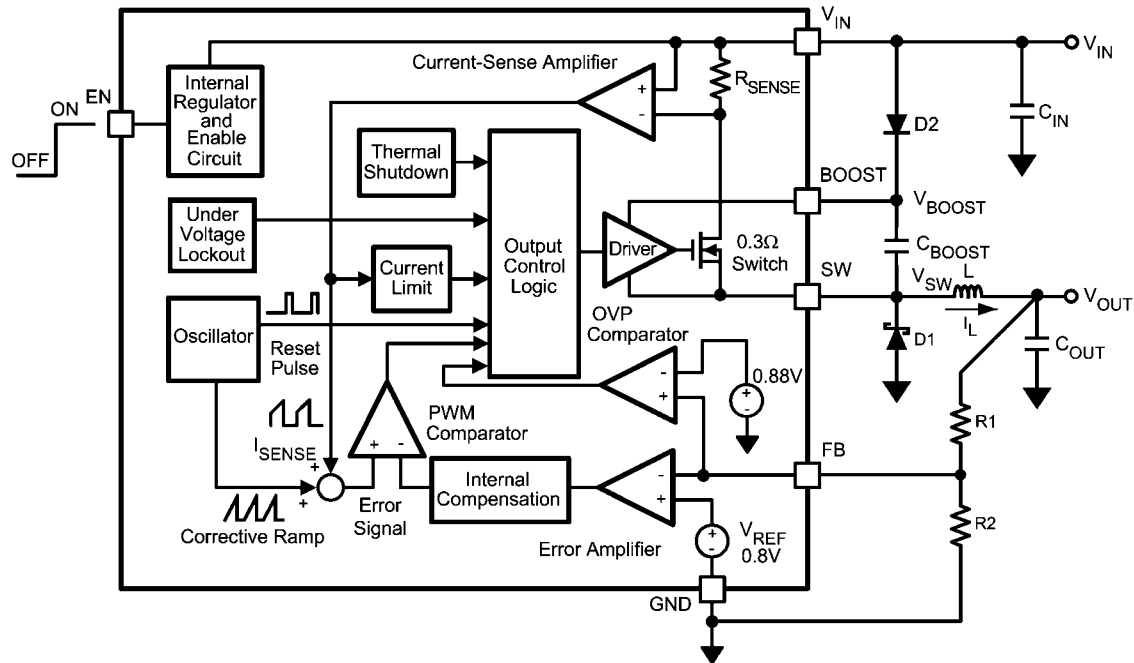 V_IN
V_IN
Current-Sense Amplifier
R_SENSE
EN
ON
OFF
Internal
Regulator
and
Enable
Circuit
+
-
C_IN
D2
Thermal
Shutdown
BOOST
V_BOOST
Under
Voltage
Lockout
Output
Control
Logic
Driver
0.3Ω
Switch
C_BOOST
Current
Limit
SW
V_SW
L
V_OUT
I_L
OVP
Comparator
D1
C_OUT
Oscillator
Reset
Pulse
-
+
+
-
0.88V
R1
PWM
Comparator
I_SENSE
+
+
+
-
FB
Internal
Compensation
-
+
Error
Signal
Corrective Ramp
Error Amplifier
+
-
V_REF
0.8V
R2
GND